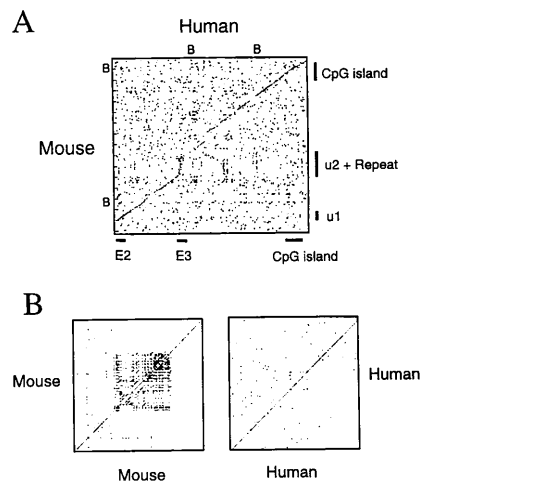 A
Human
B
B
B
CpG island
Mouse
u2 + Repeat
B
u1
E2
E3
CpG island
B
Mouse
Human
Mouse
Human